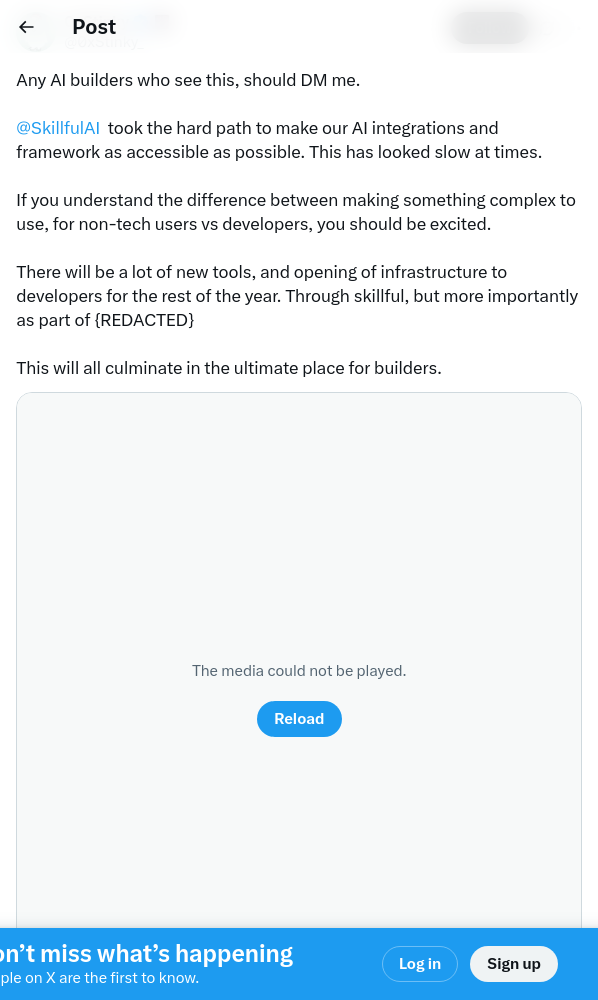 Post
Any AI builders who see this, should DM me.
@SkillfulAI took the hard path to make our AI integrations and
framework as accessible as possible. This has looked slow at times.
If you understand the difference between making something complex to
use, for non-tech users vs developers, you should be excited.
There will be a lot of new tools, and opening of infrastructure to
developers for the rest of the year. Through skillful, but more importantly
as part of {REDACTED}
This will all culminate in the ultimate place for builders.
The media could not be played.
Reload
on't miss what's happening
ple on X are the first to know.
Log in
Sign up